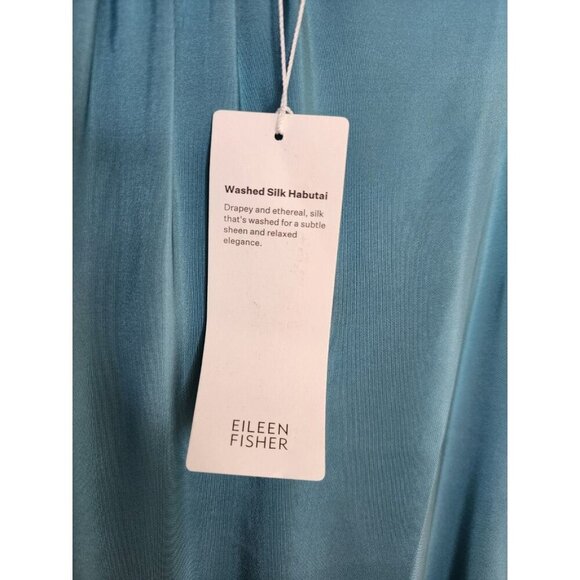 Washed Silk Habutai
Drapey and ethereal, silk
that's washed for a subtle
sheen and relaxed
elegance.
EILEEN
FISHER